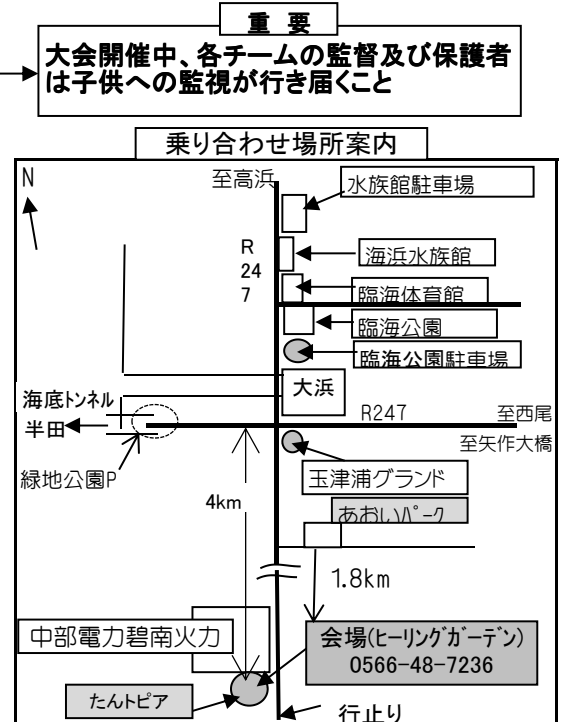 重 要
大会開催中、各チームの監督及び保護者
は子供への監視が行き届くこと
乗り合わせ場所案内
N
至高浜
水族館駐車場
R
24
7
海浜水族館
臨海体育館
臨海公園
臨海公園駐車場
大浜
海底トンネル
R247
至西尾
半田
至矢作大橋
緑地公園P
玉津浦グランド
4km
あおいパーク
1.8km
中部電力碧南火力
会場(ヒーリングガーデン)
0566-48-7236
たんトピア
行止り